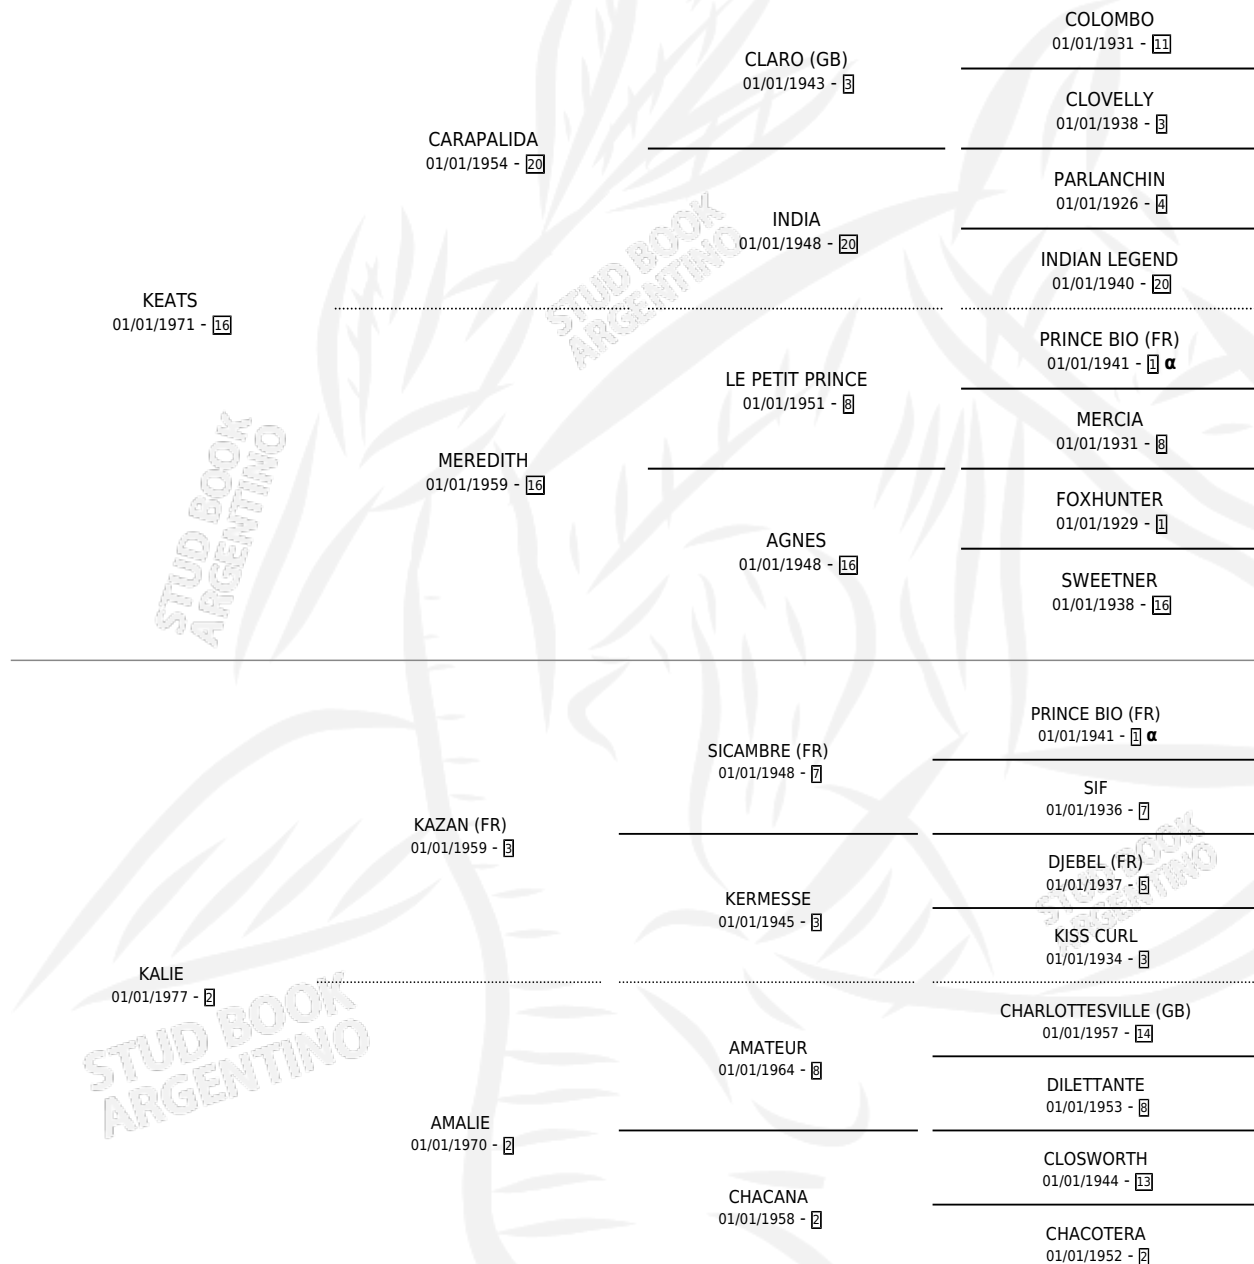 COLOMBO
01/01/1931 - 11
CLARO (GB)
01/01/1943 - 3
CLOVELLY
01/01/1938 - 3
CARAPALIDA
01/01/1954 - 20
PARLANCHIN
01/01/1926 - 4
INDIA
01/01/1948 - 20
INDIAN LEGEND
01/01/1940 - 20
KEATS
01/01/1971 - 16
PRINCE BIO (FR)
01/01/1941 - 1 α
LE PETIT PRINCE
01/01/1951 - 8
MERCIA
01/01/1931 - 8
MEREDITH
01/01/1959 - 16
FOXHUNTER
01/01/1929 - 1
AGNES
01/01/1948 - 16
SWEETNER
01/01/1938 - 16
STUD BOOK
ARGENTINO
STUD BOOK
ARGENTINO
PRINCE BIO (FR)
01/01/1941 - 1 α
SICAMBRE (FR)
01/01/1948 - 7
SIF
01/01/1936 - 7
KAZAN (FR)
01/01/1959 - 3
DJEBEL (FR)
01/01/1937 - 5
KERMESSE
01/01/1945 - 3
KISS CURL
01/01/1934 - 3
KALIE
01/01/1977 - 2
CHARLOTTESVILLE (GB)
01/01/1957 - 14
AMATEUR
01/01/1964 - 8
DILETTANTE
01/01/1953 - 8
AMALIE
01/01/1970 - 2
CLOSWORTH
01/01/1944 - 13
CHACANA
01/01/1958 - 2
CHACOTERA
01/01/1952 - 2
STUD BOOK
ARGENTINO
STUD BOOK
ARGENTINO